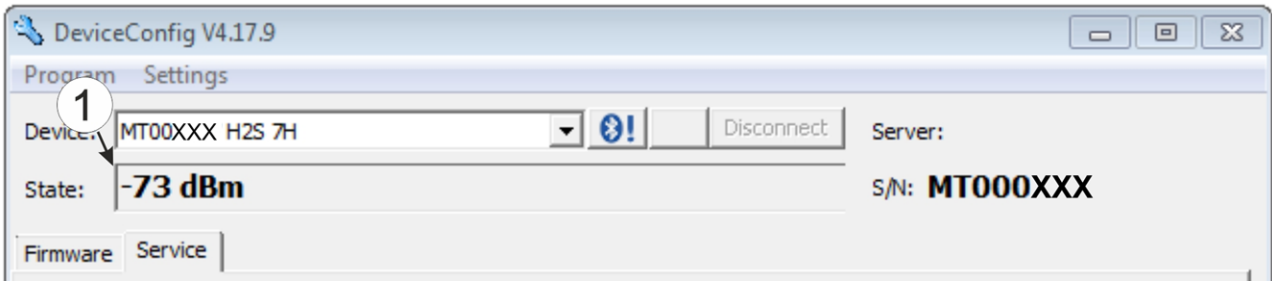 DeviceConfig V4.17.9
Program Settings
1
Device: MT00XXX H2S 7H Disconnect Server:
State: -73 dBm S/N: MT000XXX
Firmware Service